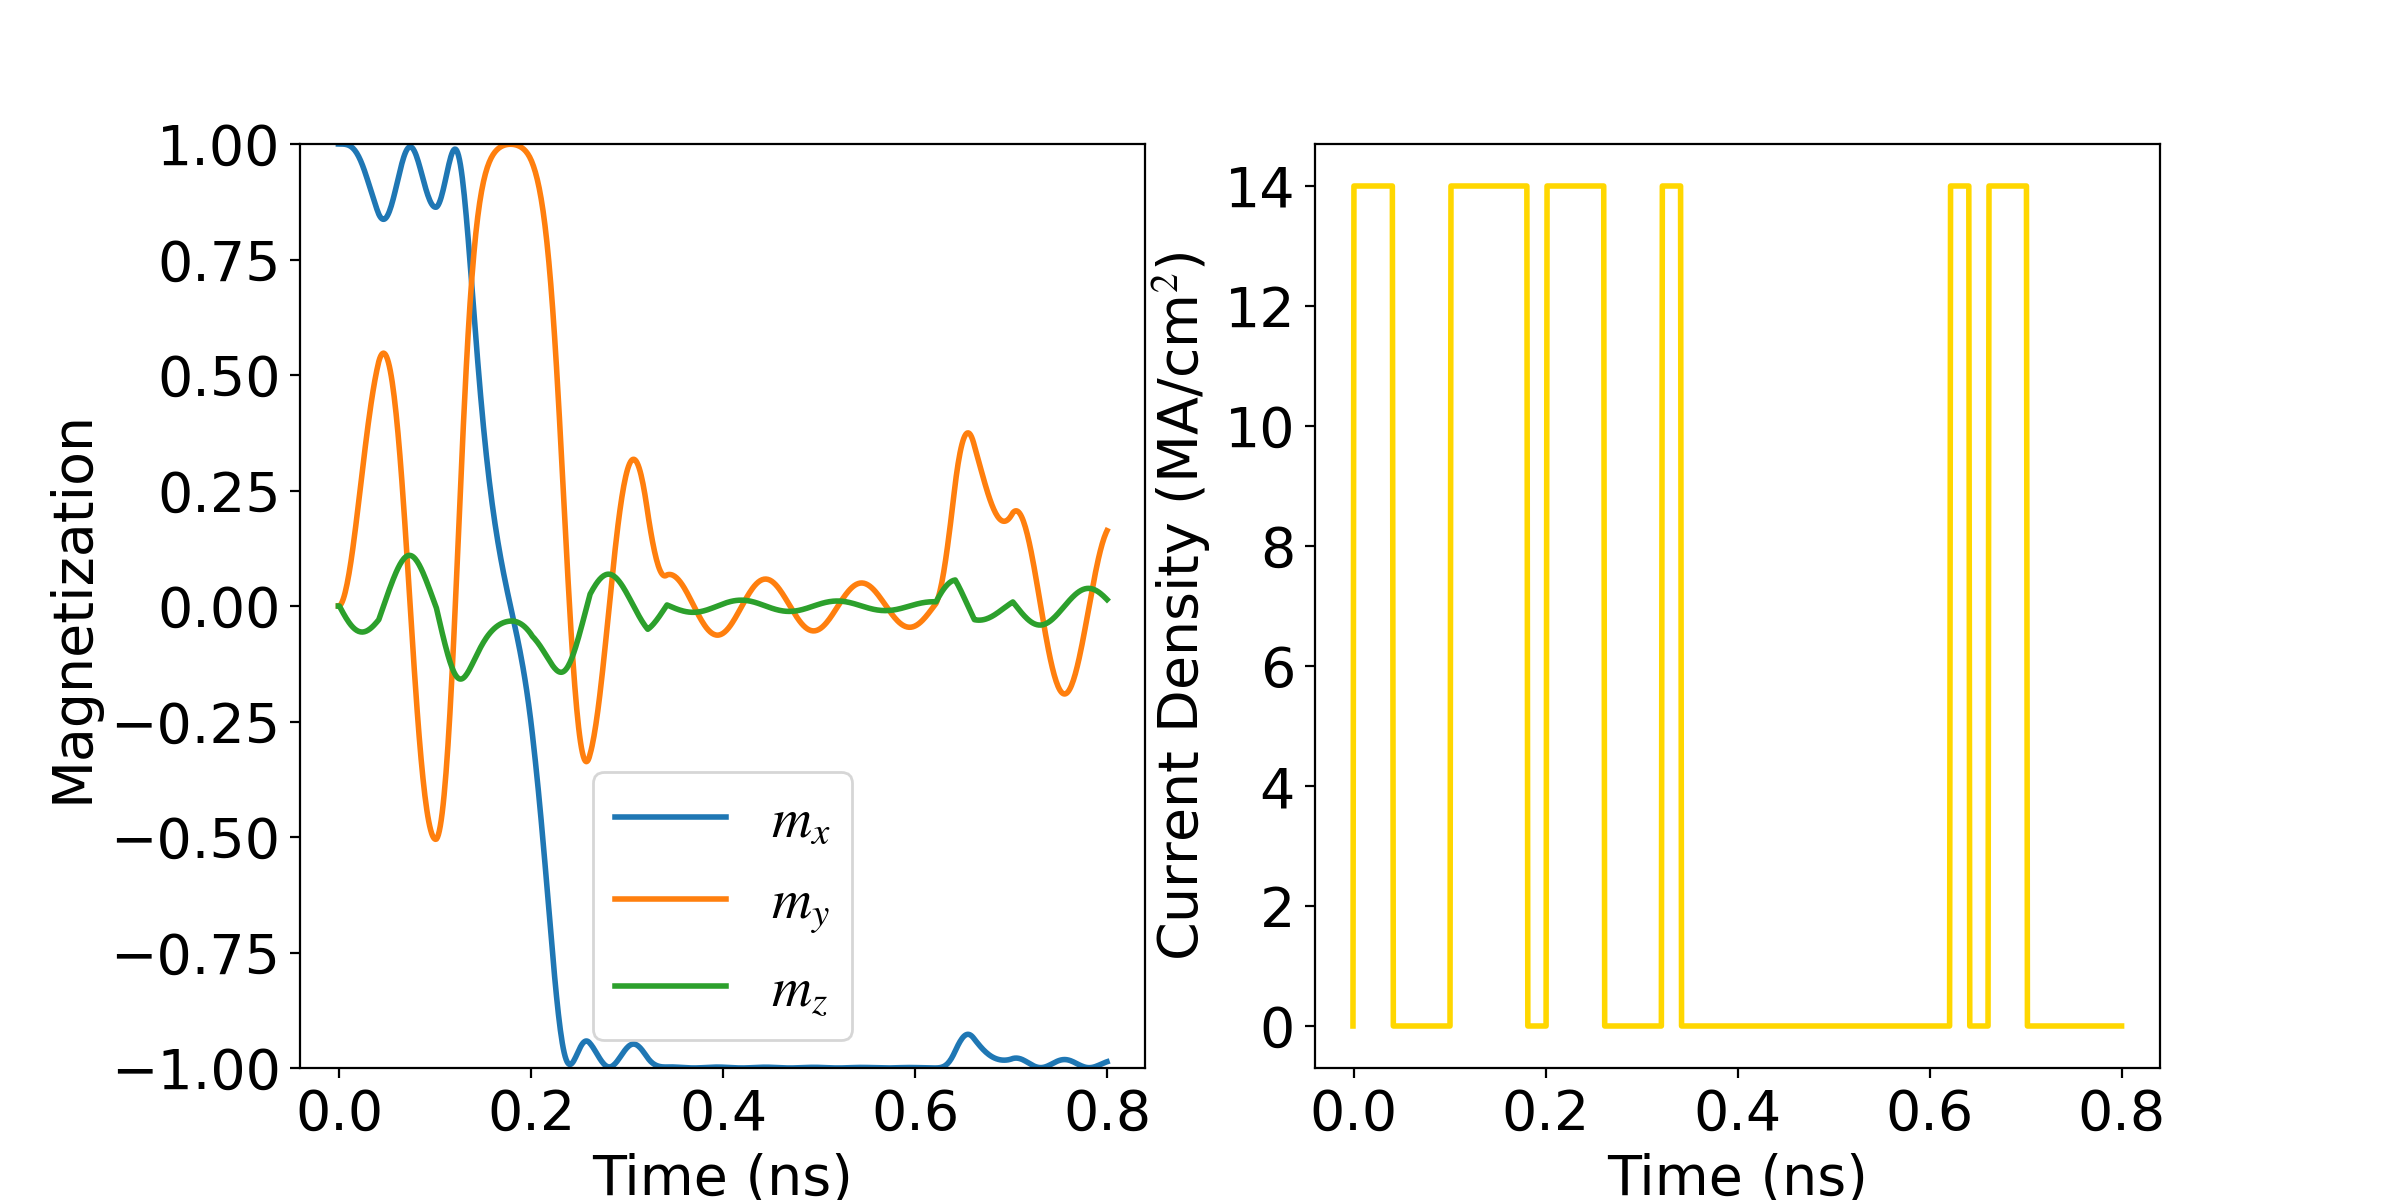 Magnetization
1.00
0.75
0.50
0.25
0.00
−0.25
−0.50
−0.75
−1.00
0.0 0.2 0.4 0.6 0.8
Time (ns)
m_x
m_y
m_z
Current Density (MA/cm²)
14
12
10
8
6
4
2
0
0.0 0.2 0.4 0.6 0.8
Time (ns)